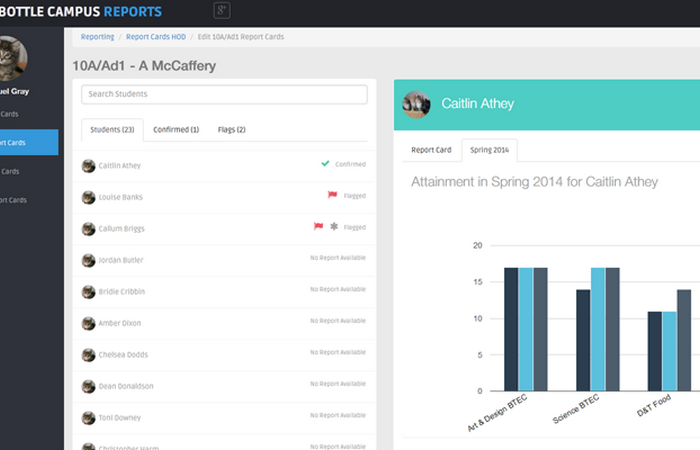 BOTTLE CAMPUS REPORTS
g+
Reporting / Report Cards HOD / Edit 10A/Ad1 Report Cards
10A/Ad1 - A McCaffery
uel Gray
Cards
rt Cards
Cards
ort Cards
Search Students
Students (23) Confirmed (1) Flags (2)
Caitlin Athey Confirmed
Louise Banks Flagged
Callum Briggs Flagged
Jordan Butler No Report Available
Bridie Cribbin No Report Available
Amber Dixon No Report Available
Chelsea Dodds No Report Available
Dean Donaldson No Report Available
Toni Downey No Report Available
Christopher Harm No Report Available
Caitlin Athey
Report Card Spring 2014
Attainment in Spring 2014 for Caitlin Athey
20
15
10
5
0
Art & Design BTEC
Science BTEC
D&T Food